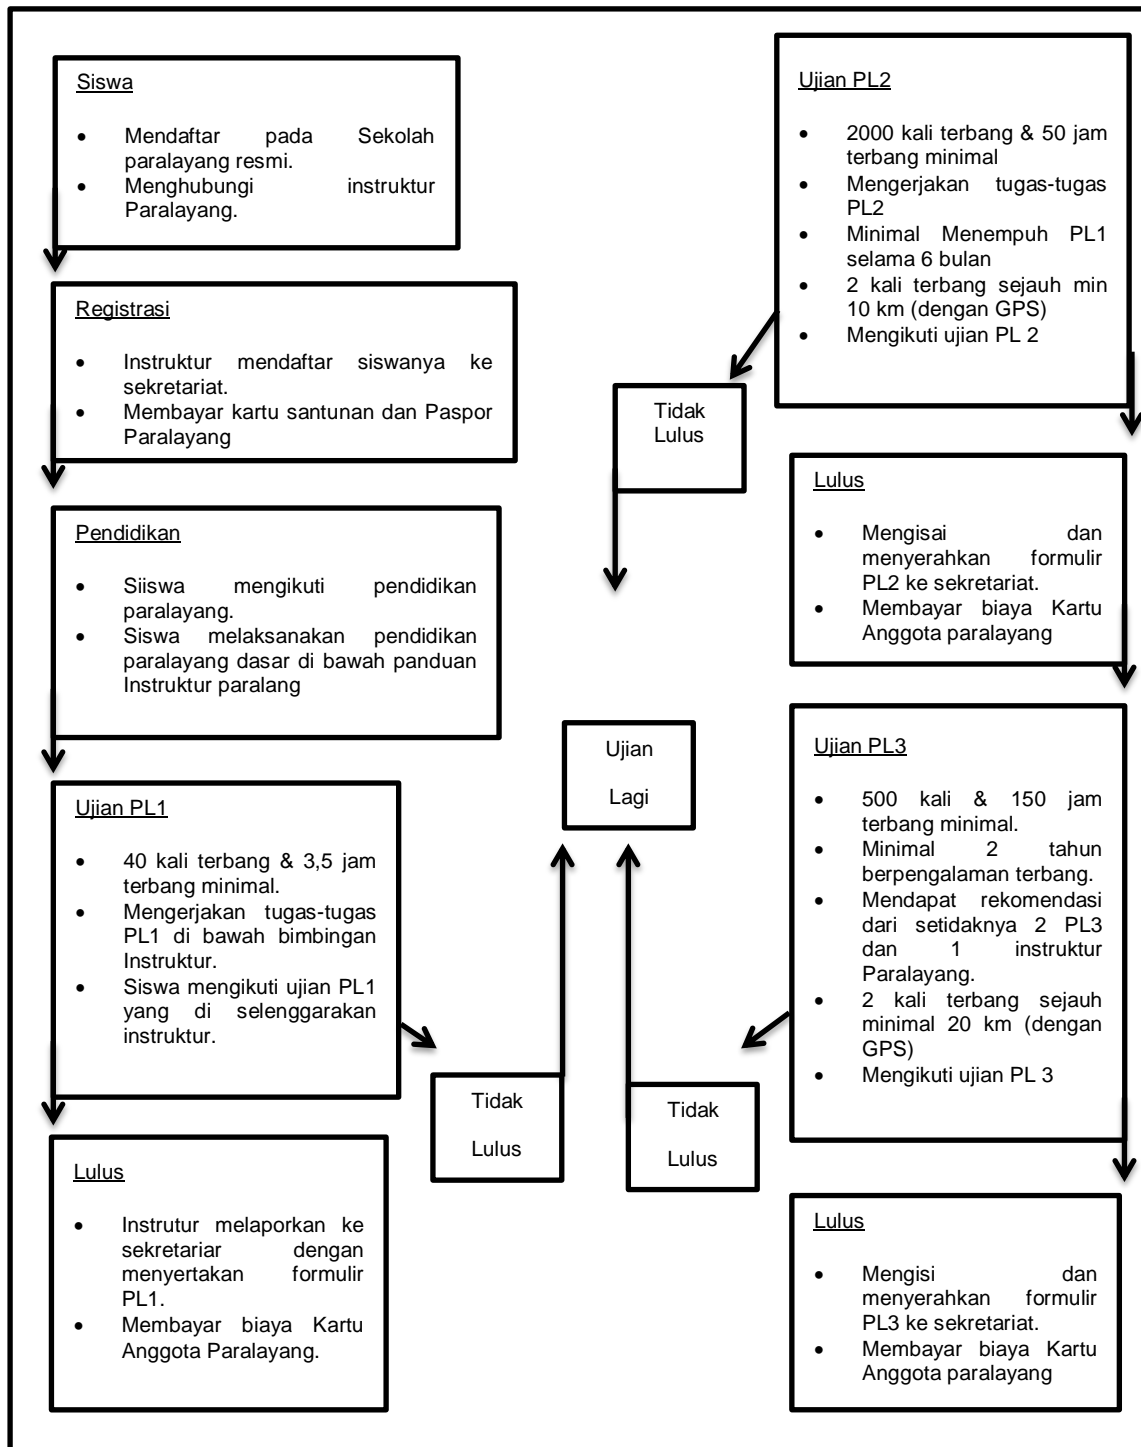 Siswa
• Mendaftar pada Sekolah
paralayang resmi.
• Menghubungi instruktur
Paralayang.
Registrasi
• Instruktur mendaftar siswanya ke
sekretariat.
• Membayar kartu santunan dan Paspor
Paralayang
Pendidikan
• Siiswa mengikuti pendidikan
paralayang.
• Siswa melaksanakan pendidikan
paralayang dasar di bawah panduan
Instruktur paralang
Ujian PL1
• 40 kali terbang & 3,5 jam
terbang minimal.
• Mengerjakan tugas-tugas
PL1 di bawah bimbingan
Instruktur.
• Siswa mengikuti ujian PL1
yang di selenggarakan
instruktur.
Lulus
• Instrutur melaporkan ke
sekretariar dengan
menyertakan formulir
PL1.
• Membayar biaya Kartu
Anggota Paralayang.
Tidak
Lulus
Ujian
Lagi
Tidak
Lulus
Tidak
Lulus
Ujian PL2
• 2000 kali terbang & 50 jam
terbang minimal
• Mengerjakan tugas-tugas
PL2
• Minimal Menempuh PL1
selama 6 bulan
• 2 kali terbang sejauh min
10 km (dengan GPS)
• Mengikuti ujian PL 2
Lulus
• Mengisai dan
menyerahkan formulir
PL2 ke sekretariat.
• Membayar biaya Kartu
Anggota paralayang
Ujian PL3
• 500 kali & 150 jam
terbang minimal.
• Minimal 2 tahun
berpengalaman terbang.
• Mendapat rekomendasi
dari setidaknya 2 PL3
dan 1 instruktur
Paralayang.
• 2 kali terbang sejauh
minimal 20 km (dengan
GPS)
• Mengikuti ujian PL 3
Lulus
• Mengisi dan
menyerahkan formulir
PL3 ke sekretariat.
• Membayar biaya Kartu
Anggota paralayang